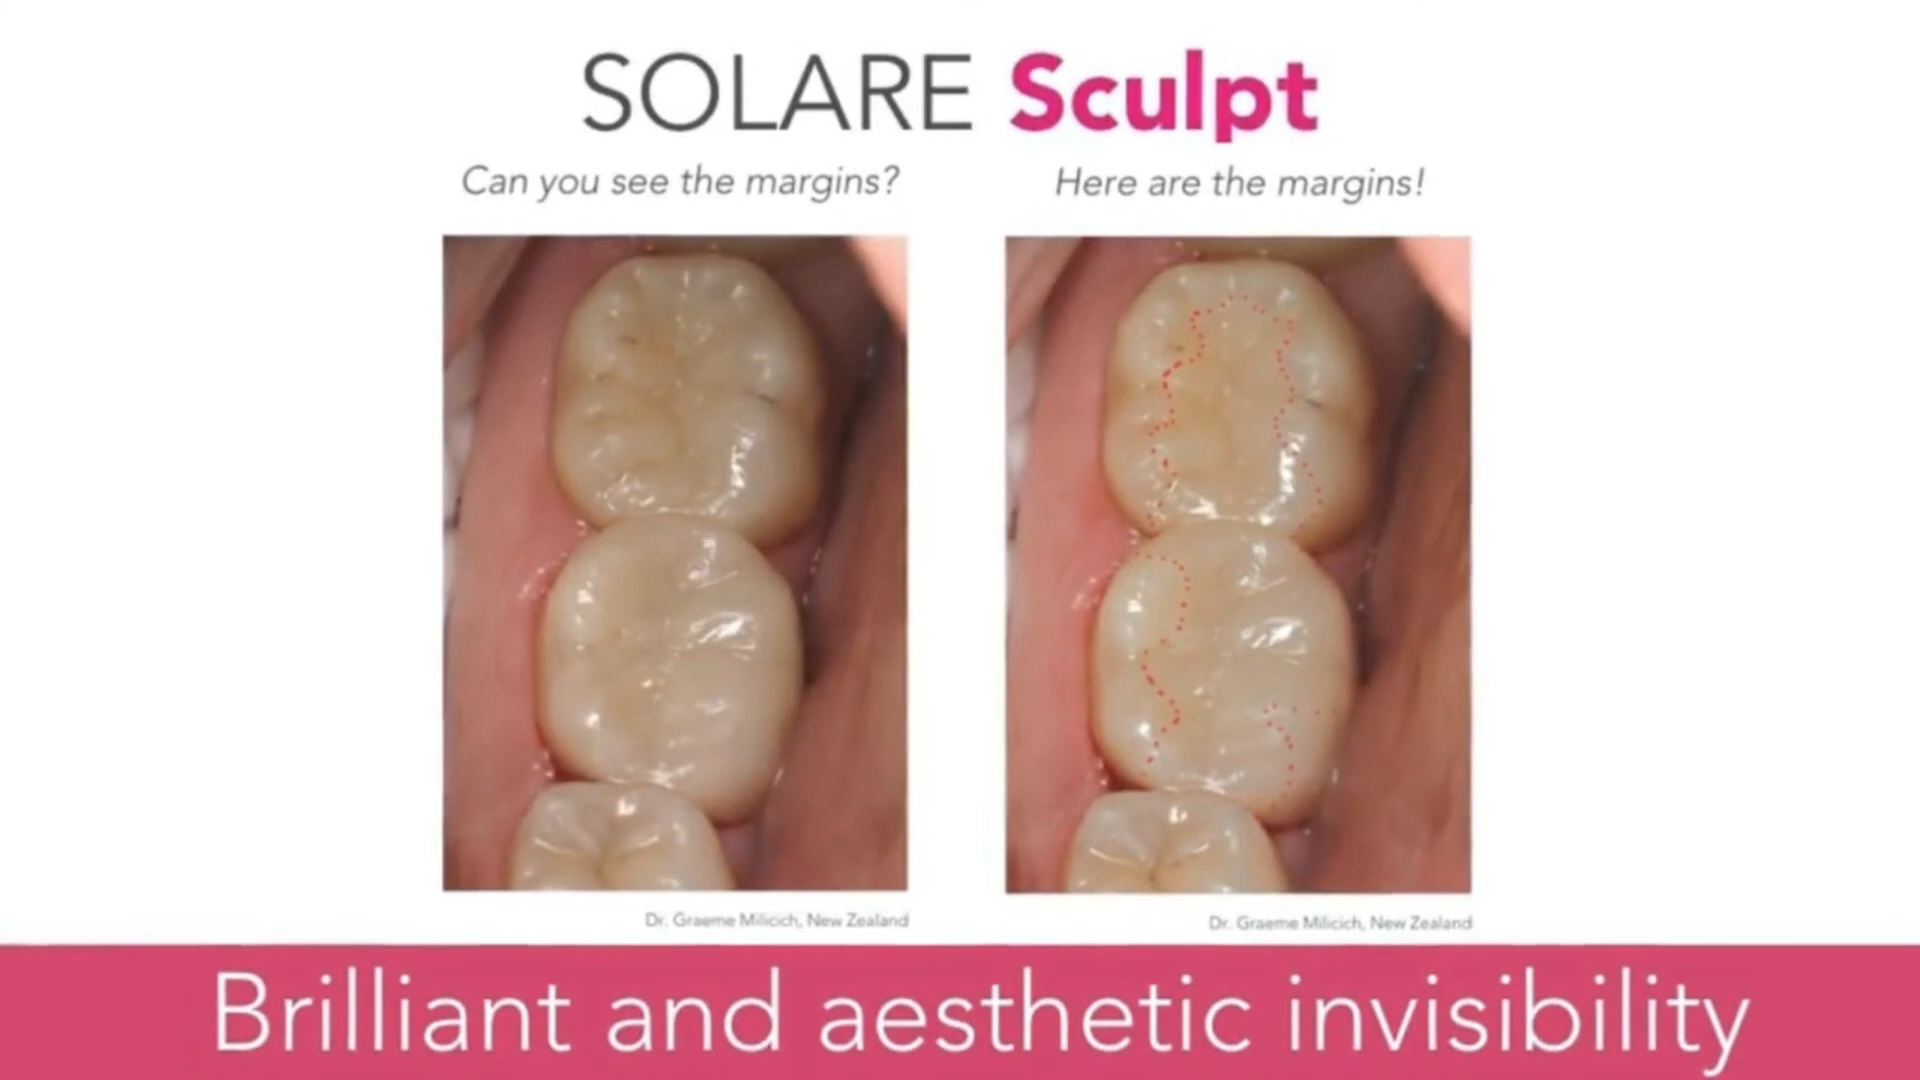 SOLARE Sculpt
Can you see the margins?
Here are the margins!
Dr. Graeme Milicich, New Zealand
Dr. Graeme Milicich, New Zealand
Brilliant and aesthetic invisibility